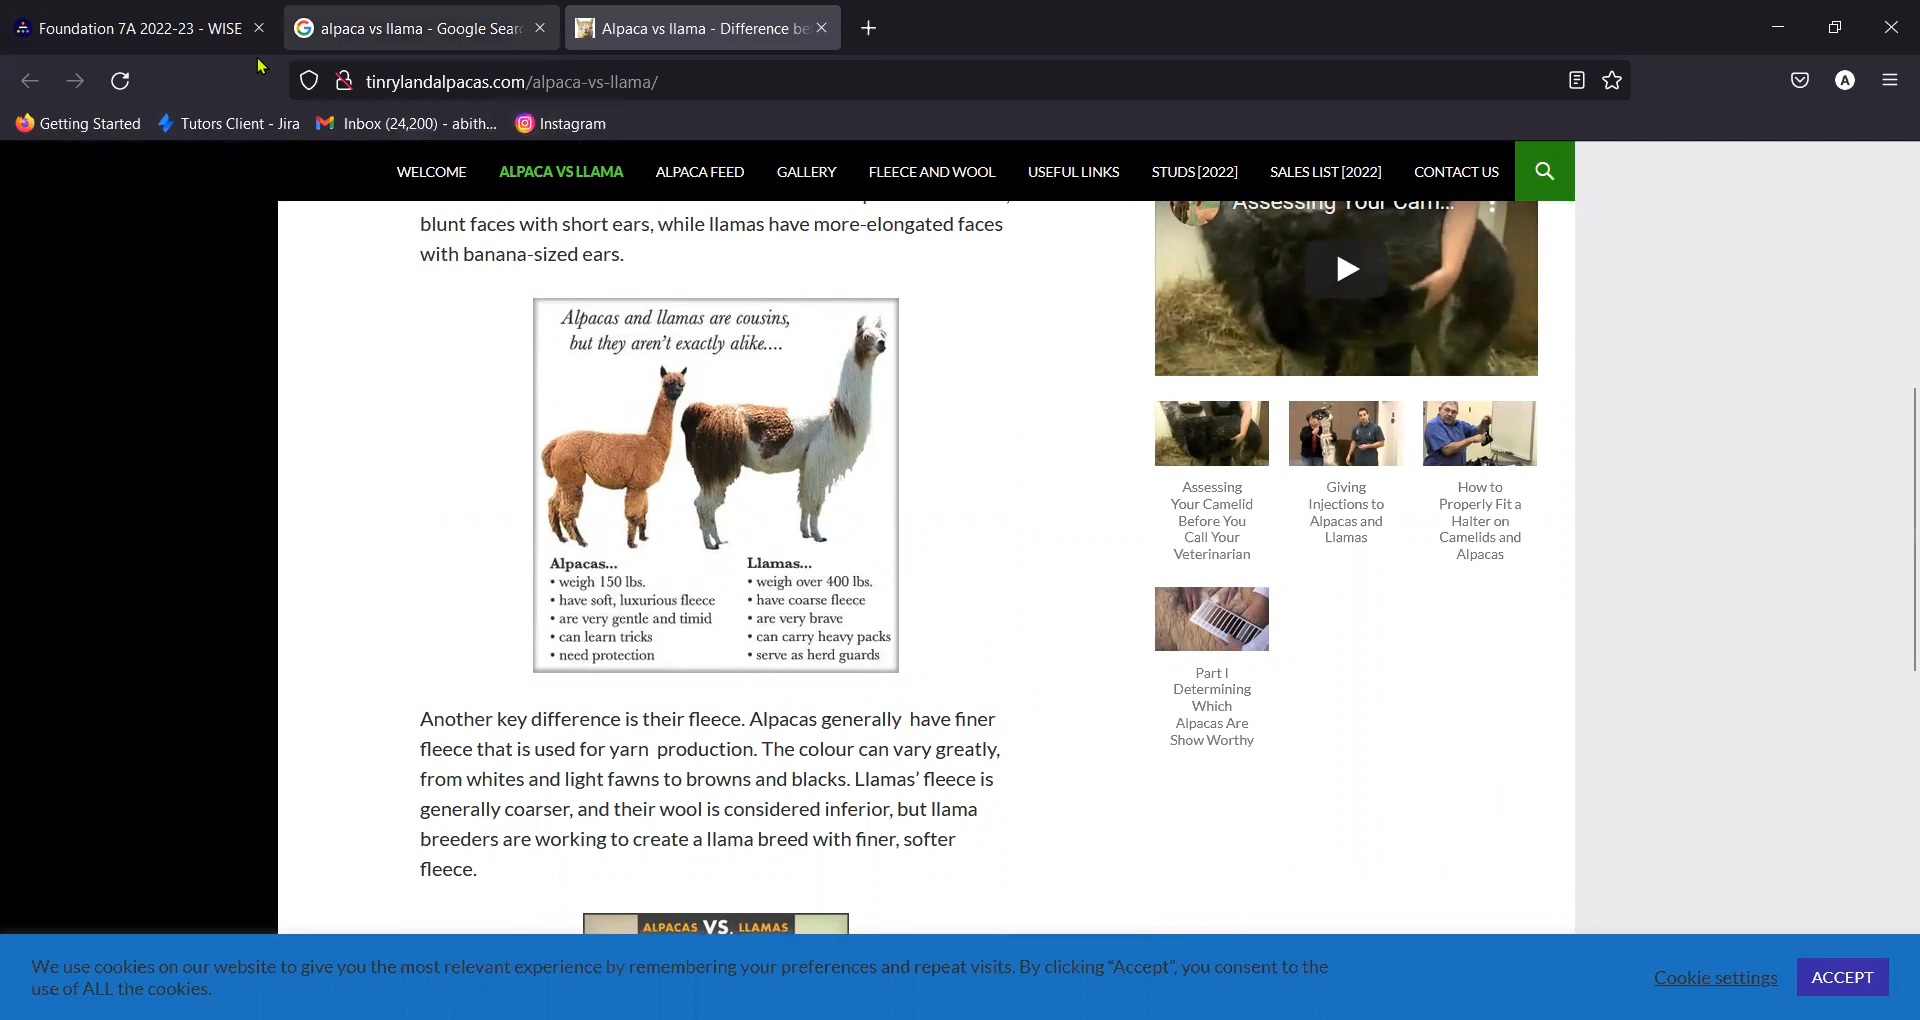 Foundation 7A 2022-23 - WISE
alpaca vs llama - Google Sear
Alpaca vs llama - Difference be
tinrylandalpacas.com/alpaca-vs-llama/
A
Getting Started
Tutors Client - Jira
Inbox (24,200) - abith...
Instagram
WELCOME
ALPACA VS LLAMA
ALPACA FEED
GALLERY
FLEECE AND WOOL
USEFUL LINKS
STUDS [2022]
SALES LIST [2022]
CONTACT US
blunt faces with short ears, while llamas have more-elongated faces
with banana-sized ears.
Alpacas and llamas are cousins,
but they aren't exactly alike....
Alpacas...
• weigh 150 lbs.
• have soft, luxurious fleece
• are very gentle and timid
• can learn tricks
• need protection
Llamas...
• weigh over 400 lbs.
• have coarse fleece
• are very brave
• can carry heavy packs
• serve as herd guards
Another key difference is their fleece. Alpacas generally have finer
fleece that is used for yarn production. The colour can vary greatly,
from whites and light fawns to browns and blacks. Llamas' fleece is
generally coarser, and their wool is considered inferior, but llama
breeders are working to create a llama breed with finer, softer
fleece.
ALPACAS VS. LLAMAS
Assessing Your Cam...
Assessing
Your Camelid
Before You
Call Your
Veterinarian
Giving
Injections to
Alpacas and
Llamas
How to
Properly Fit a
Halter on
Camelids and
Alpacas
Part I
Determining
Which
Alpacas Are
Show Worthy
We use cookies on our website to give you the most relevant experience by remembering your preferences and repeat visits. By clicking “Accept”, you consent to the
use of ALL the cookies.
Cookie settings
ACCEPT